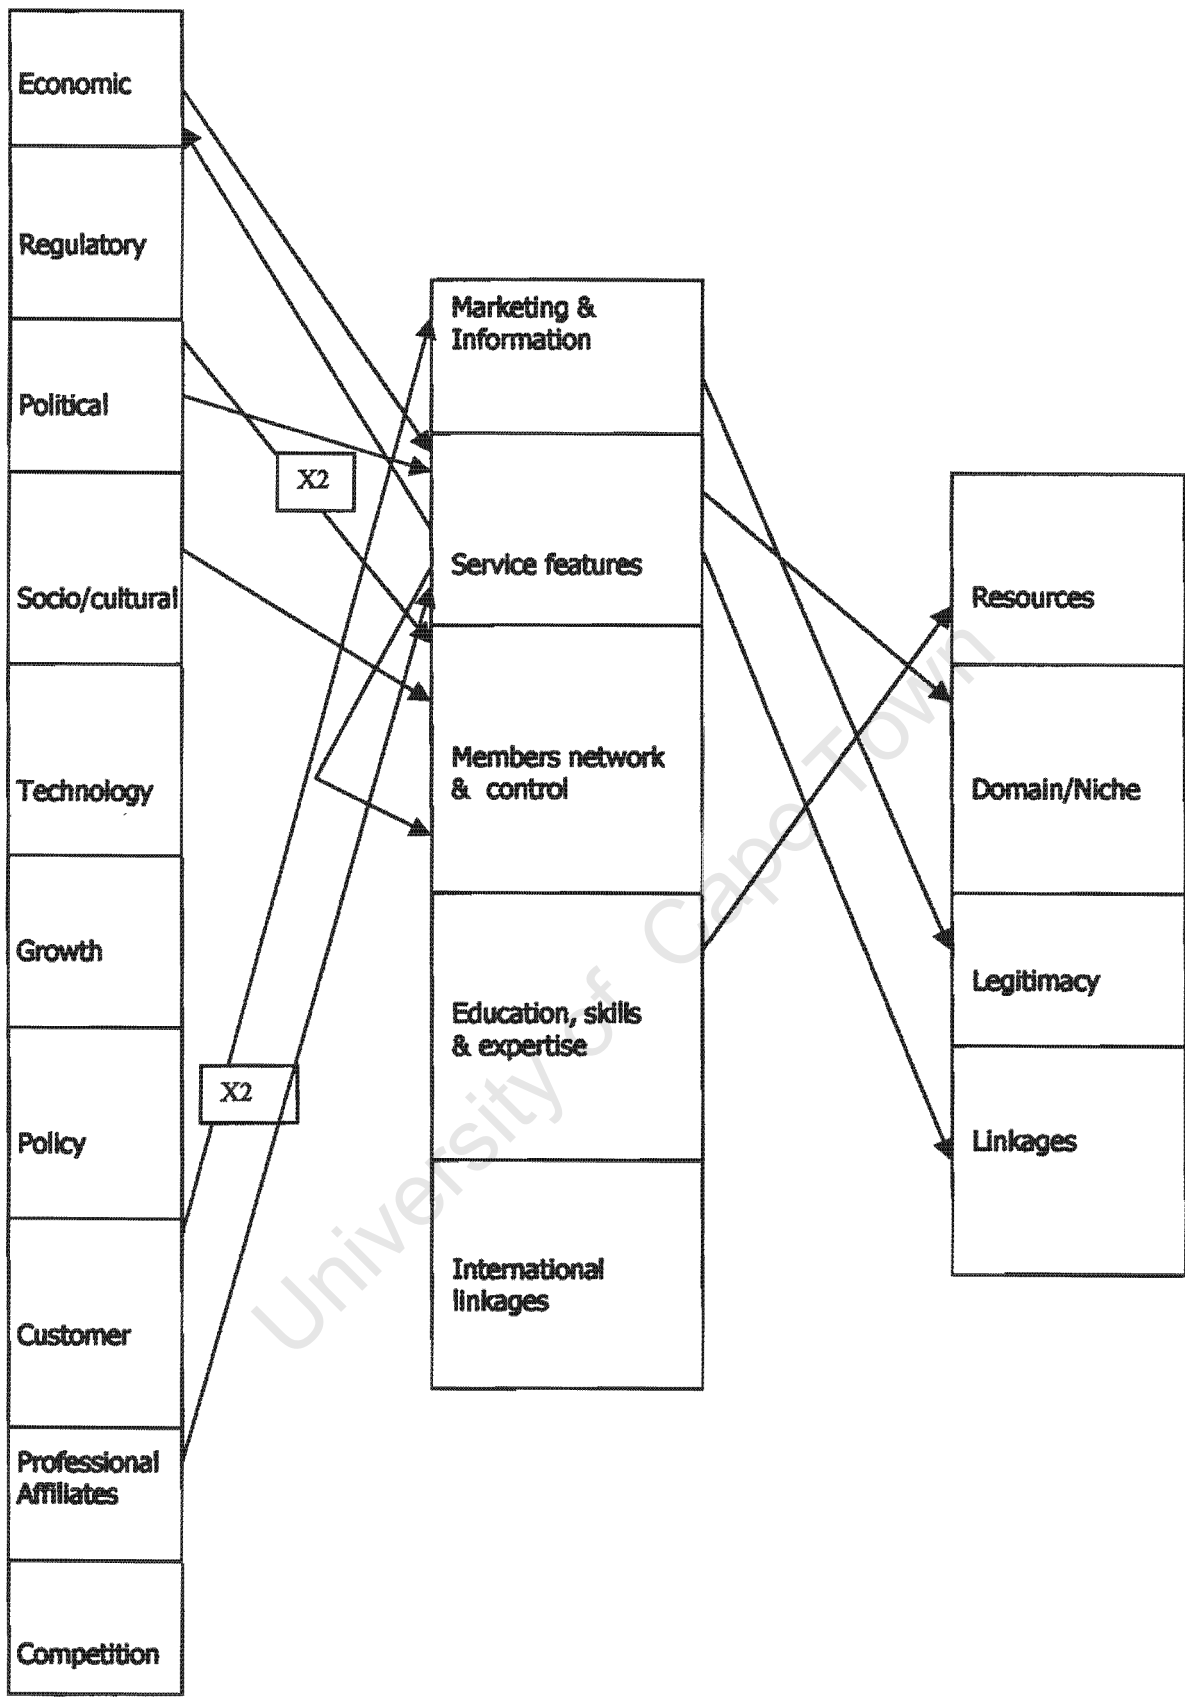 Economic
Regulatory
Political
Socio/cultural
Technology
Growth
Policy
Customer
Professional
Affiliates
Competition
X2
X2
Marketing &
Information
Service features
Members network
& control
Education, skills
& expertise
International
linkages
Resources
Domain/Niche
Legitimacy
Linkages
University of Cape Town